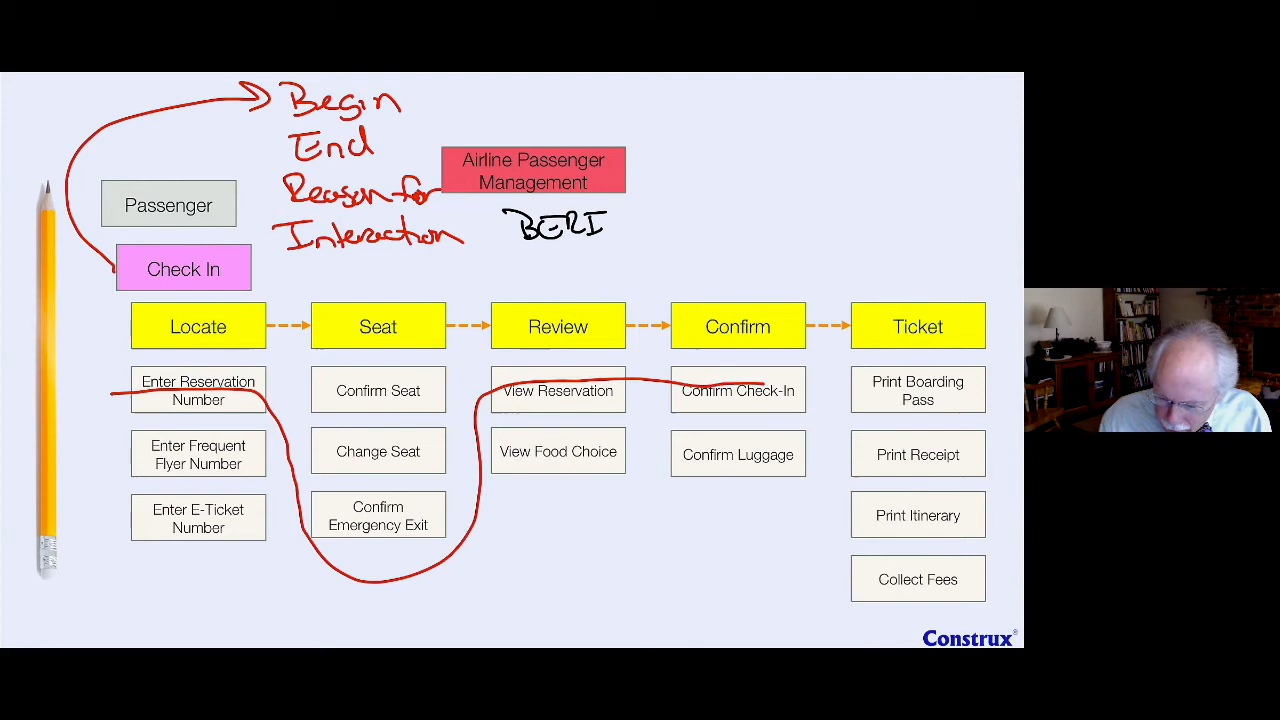 Begin
End
Reason for
Interaction
Airline Passenger
Management
BERI
Passenger
Check In
Locate
Seat
Review
Confirm
Ticket
Enter Reservation
Number
Enter Frequent
Flyer Number
Enter E-Ticket
Number
Confirm Seat
Change Seat
Confirm
Emergency Exit
View Reservation
View Food Choice
Confirm Check-In
Confirm Luggage
Print Boarding
Pass
Print Receipt
Print Itinerary
Collect Fees
Construx®